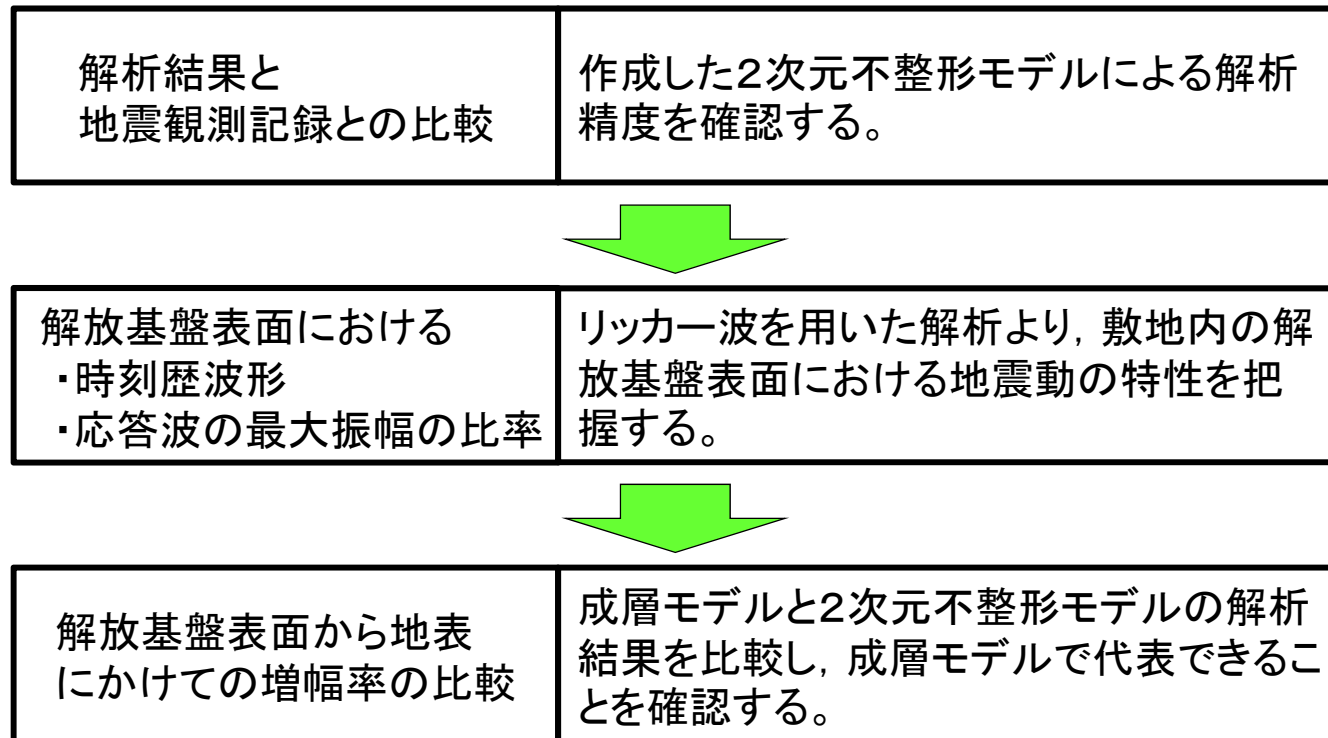 解析結果と
地震観測記録との比較
作成した2次元不整形モデルによる解析
精度を確認する。
解放基盤表面における
・時刻歴波形
・応答波の最大振幅の比率
リッカー波を用いた解析より，敷地内の解
放基盤表面における地震動の特性を把
握する。
解放基盤表面から地表
にかけての増幅率の比較
成層モデルと2次元不整形モデルの解析
結果を比較し，成層モデルで代表できるこ
とを確認する。